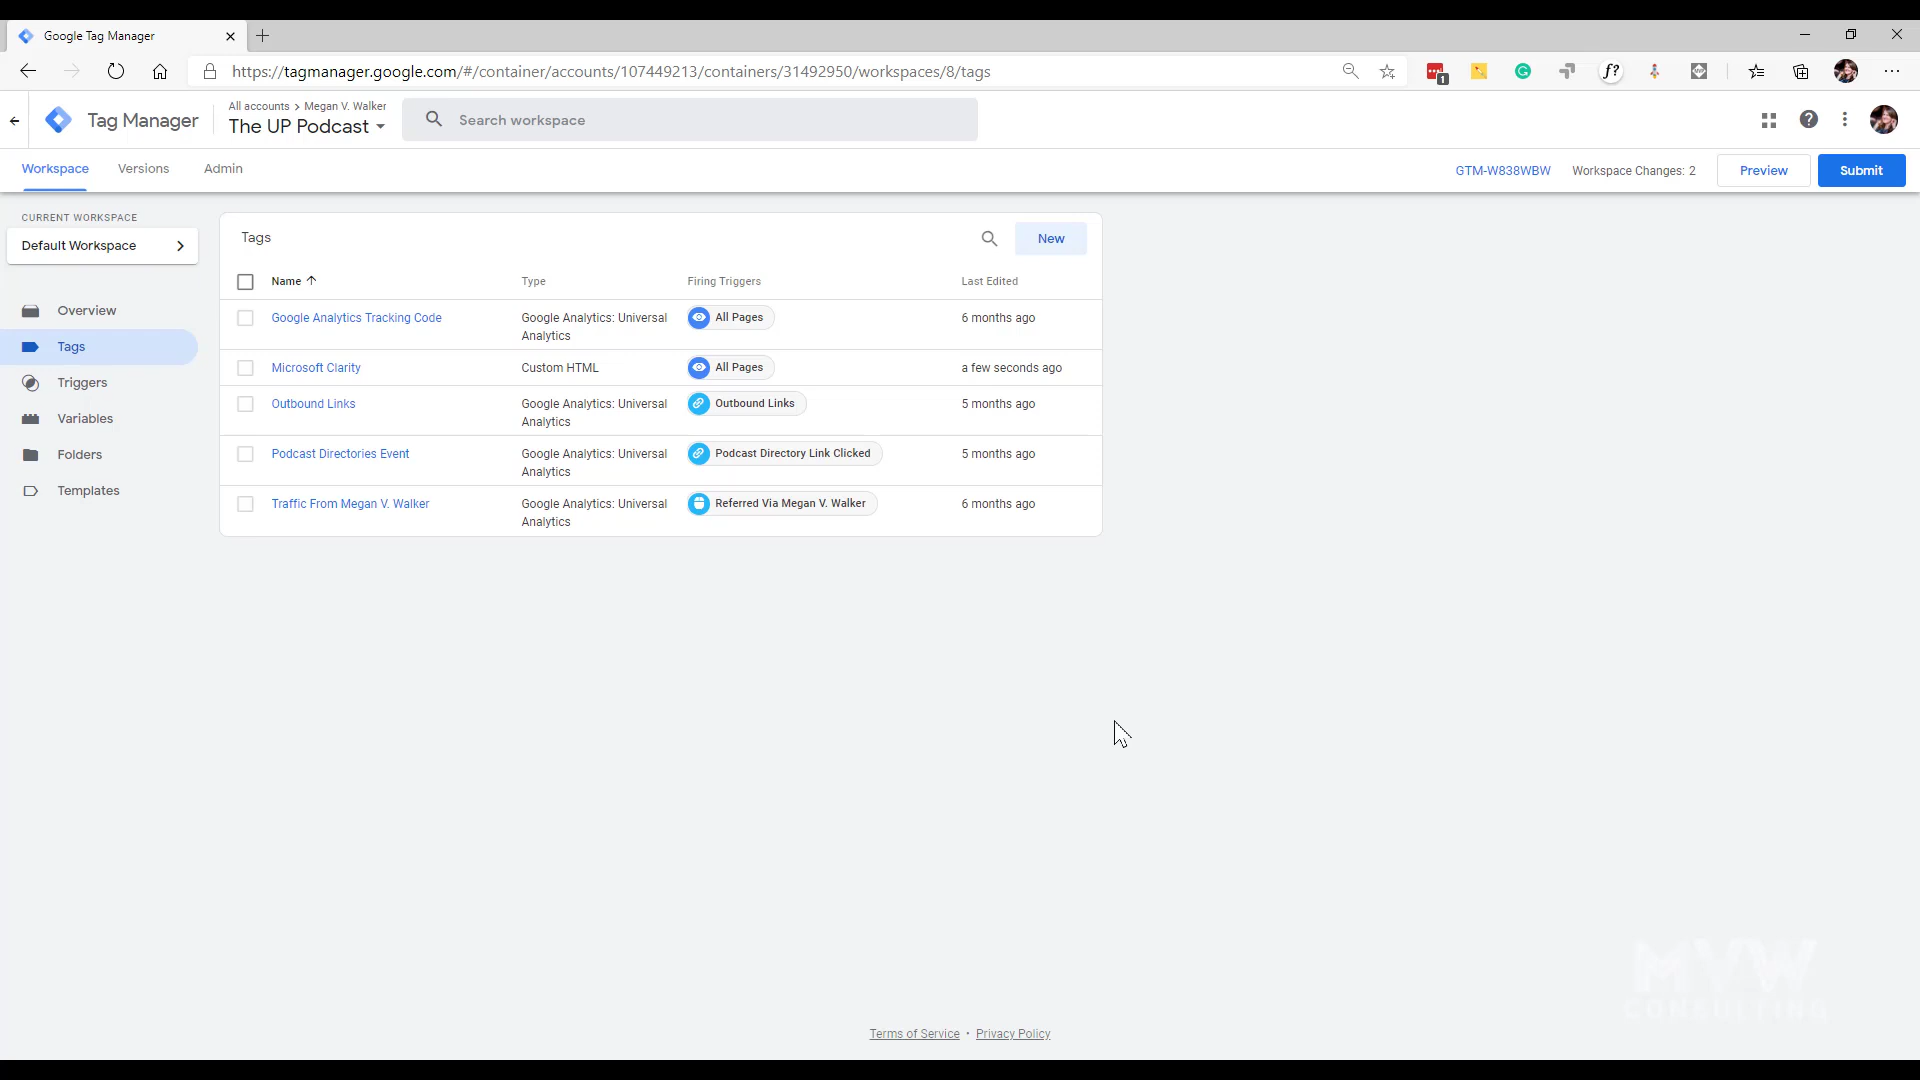 Google Tag Manager
https://tagmanager.google.com/#/container/accounts/107449213/containers/31492950/workspaces/8/tags
1
f?
Tag Manager
All accounts > Megan V. Walker
The UP Podcast
Search workspace
Workspace
Versions
Admin
GTM-W838WBW
Workspace Changes: 2
Preview
Submit
CURRENT WORKSPACE
Default Workspace
Overview
Tags
Triggers
Variables
Folders
Templates
Tags
New
Name Type Firing Triggers Last Edited
Google Analytics Tracking Code Google Analytics: Universal All Pages 6 months ago
Analytics
Microsoft Clarity Custom HTML All Pages a few seconds ago
Outbound Links Google Analytics: Universal Outbound Links 5 months ago
Analytics
Podcast Directories Event Google Analytics: Universal Podcast Directory Link Clicked 5 months ago
Analytics
Traffic From Megan V. Walker Google Analytics: Universal Referred Via Megan V. Walker 6 months ago
Analytics
MVW
CONSULTING
Terms of Service • Privacy Policy